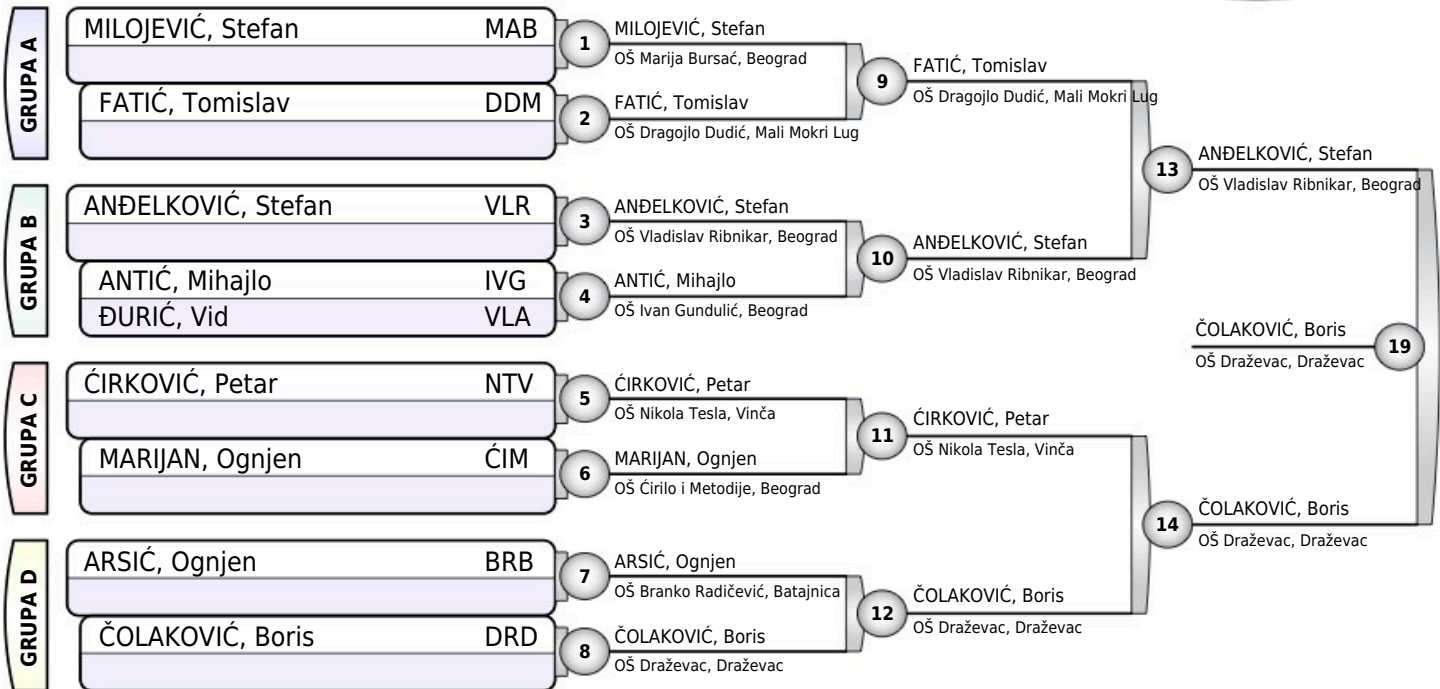 GRUPA A
MILOJEVIĆ, Stefan MAB
FATIĆ, Tomislav DDM
GRUPA B
ANĐELKOVIĆ, Stefan VLR
ANTIĆ, Mihajlo IVG
ĐURIĆ, Vid VLA
GRUPA C
ĆIRKOVIĆ, Petar NTV
MARIJAN, Ognjen ĆIM
GRUPA D
ARSIĆ, Ognjen BRB
ČOLAKOVIĆ, Boris DRD
1
MILOJEVIĆ, Stefan
OŠ Marija Bursać, Beograd
2
FATIĆ, Tomislav
OŠ Dragojlo Dudić, Mali Mokri Lug
3
ANĐELKOVIĆ, Stefan
OŠ Vladislav Ribnikar, Beograd
4
ANTIĆ, Mihajlo
OŠ Ivan Gundulić, Beograd
5
ĆIRKOVIĆ, Petar
OŠ Nikola Tesla, Vinča
6
MARIJAN, Ognjen
OŠ Ćirilo i Metodije, Beograd
7
ARSIĆ, Ognjen
OŠ Branko Radičević, Batajnica
8
ČOLAKOVIĆ, Boris
OŠ Draževac, Draževac
9
FATIĆ, Tomislav
OŠ Dragojlo Dudić, Mali Mokri Lug
10
ANĐELKOVIĆ, Stefan
OŠ Vladislav Ribnikar, Beograd
11
ĆIRKOVIĆ, Petar
OŠ Nikola Tesla, Vinča
12
ČOLAKOVIĆ, Boris
OŠ Draževac, Draževac
13
ANĐELKOVIĆ, Stefan
OŠ Vladislav Ribnikar, Beograd
14
ČOLAKOVIĆ, Boris
OŠ Draževac, Draževac
ČOLAKOVIĆ, Boris
19
OŠ Draževac, Draževac